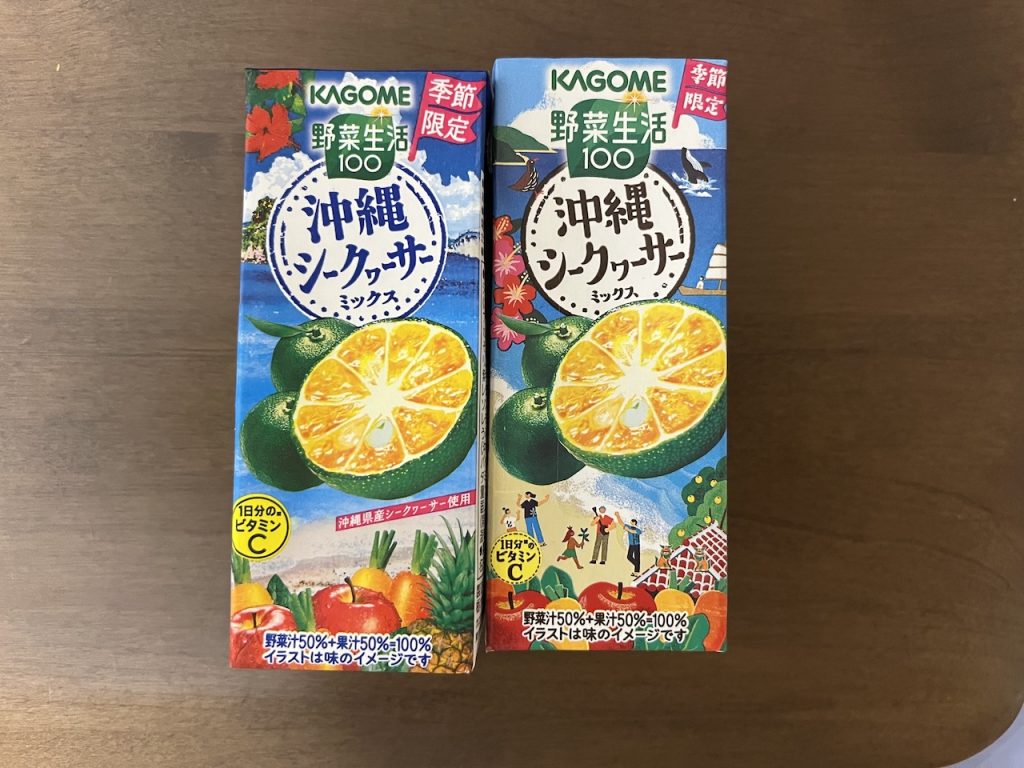 KAGOME
季節
限定
野菜生活
100
沖縄
シークヮーサー
ミックス
沖縄県産シークヮーサー使用
1日分の※
ビタミン
C
野菜汁50%+果汁50%=100%
イラストは味のイメージです
KAGOME
季節
限定
野菜生活
100
沖縄
シークヮーサー
ミックス
1日分※の
ビタミン
C
野菜汁50%+果汁50%=100%
イラストは味のイメージです